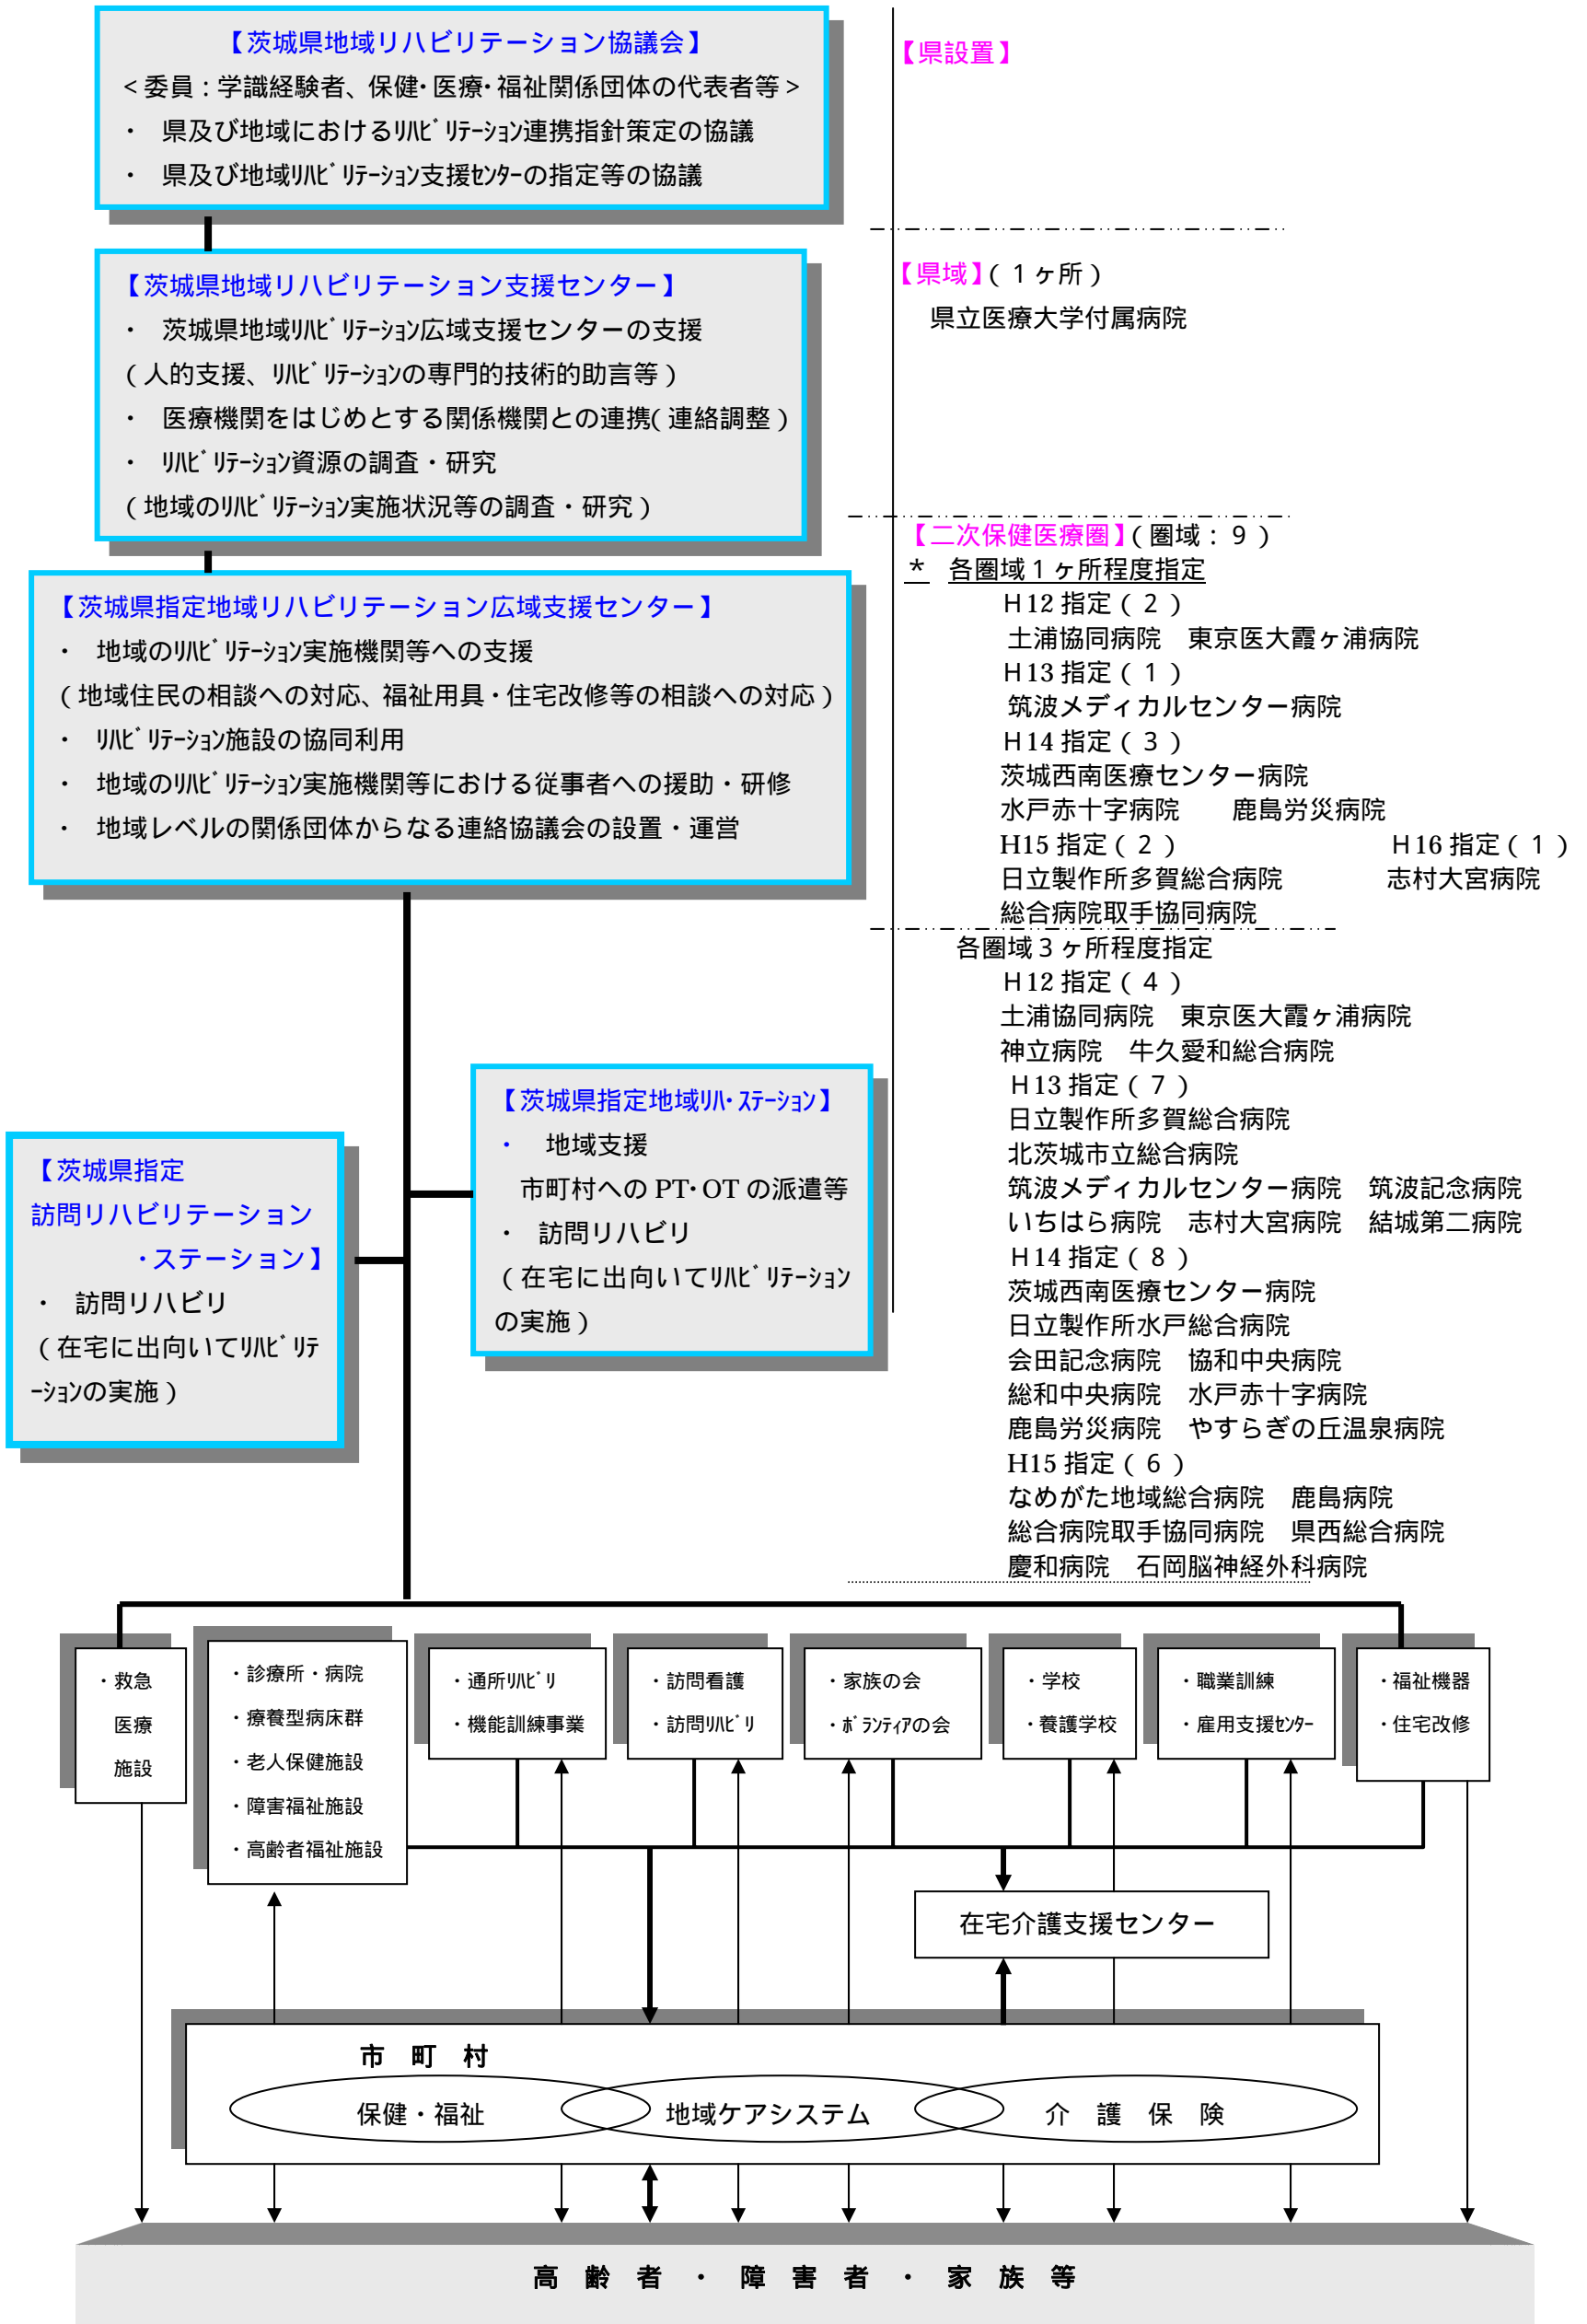 【茨城県地域リハビリテーション協議会】
<委員：学識経験者、保健・医療・福祉関係団体の代表者等>
・ 県及び地域におけるﾘﾊﾋﾞﾘﾃｰｼｮﾝ連携指針策定の協議
・ 県及び地域ﾘﾊﾋﾞﾘﾃｰｼｮﾝ支援ｾﾝﾀｰの指定等の協議
【県設置】
【茨城県地域リハビリテーション支援センター】
・ 茨城県地域ﾘﾊﾋﾞﾘﾃｰｼｮﾝ広域支援センターの支援
（人的支援、ﾘﾊﾋﾞﾘﾃｰｼｮﾝの専門的技術的助言等）
・ 医療機関をはじめとする関係機関との連携（連絡調整）
・ ﾘﾊﾋﾞﾘﾃｰｼｮﾝ資源の調査・研究
（地域のﾘﾊﾋﾞﾘﾃｰｼｮﾝ実施状況等の調査・研究）
【県域】（１ヶ所）
県立医療大学付属病院
【茨城県指定地域リハビリテーション広域支援センター】
・ 地域のﾘﾊﾋﾞﾘﾃｰｼｮﾝ実施機関等への支援
（地域住民の相談への対応、福祉用具・住宅改修等の相談への対応）
・ ﾘﾊﾋﾞﾘﾃｰｼｮﾝ施設の協同利用
・ 地域のﾘﾊﾋﾞﾘﾃｰｼｮﾝ実施機関等における従事者への援助・研修
・ 地域レベルの関係団体からなる連絡協議会の設置・運営
【二次保健医療圏】（圏域：９）
* 各圏域１ヶ所程度指定
Ｈ12 指定（２）
土浦協同病院　東京医大霞ヶ浦病院
Ｈ13 指定（１）
筑波メディカルセンター病院
Ｈ14 指定（３）
茨城西南医療センター病院
水戸赤十字病院　　鹿島労災病院
H15 指定（２）　Ｈ16 指定（１）
日立製作所多賀総合病院　志村大宮病院
総合病院取手協同病院
各圏域３ヶ所程度指定
Ｈ12 指定（４）
土浦協同病院　東京医大霞ヶ浦病院
神立病院　牛久愛和総合病院
Ｈ13 指定（７）
日立製作所多賀総合病院
北茨城市立総合病院
筑波メディカルセンター病院　筑波記念病院
いちはら病院　志村大宮病院　結城第二病院
Ｈ14 指定（８）
茨城西南医療センター病院
日立製作所水戸総合病院
会田記念病院　協和中央病院
総和中央病院　水戸赤十字病院
鹿島労災病院　やすらぎの丘温泉病院
H15 指定（６）
なめがた地域総合病院　鹿島病院
総合病院取手協同病院　県西総合病院
慶和病院　石岡脳神経外科病院
【茨城県指定地域ﾘﾊ・ｽﾃｰｼｮﾝ】
・ 地域支援
市町村への PT・OT の派遣等
・ 訪問リハビリ
（在宅に出向いてﾘﾊﾋﾞﾘﾃｰｼｮﾝ
の実施）
【茨城県指定
訪問リハビリテーション
・ステーション】
・ 訪問リハビリ
（在宅に出向いてﾘﾊﾋﾞﾘﾃ
ｰｼｮﾝの実施）
・救急
医療
施設
・診療所・病院
・療養型病床群
・老人保健施設
・障害福祉施設
・高齢者福祉施設
・通所ﾘﾊﾋﾞﾘ
・機能訓練事業
・訪問看護
・訪問ﾘﾊﾋﾞﾘ
・家族の会
・ﾎﾞﾗﾝﾃｨｱの会
・学校
・養護学校
・職業訓練
・雇用支援ｾﾝﾀｰ
・福祉機器
・住宅改修
在宅介護支援センター
市　町　村
保健・福祉　地域ケアシステム　介　護　保　険
高　齢　者　・　障　害　者　・　家　族　等